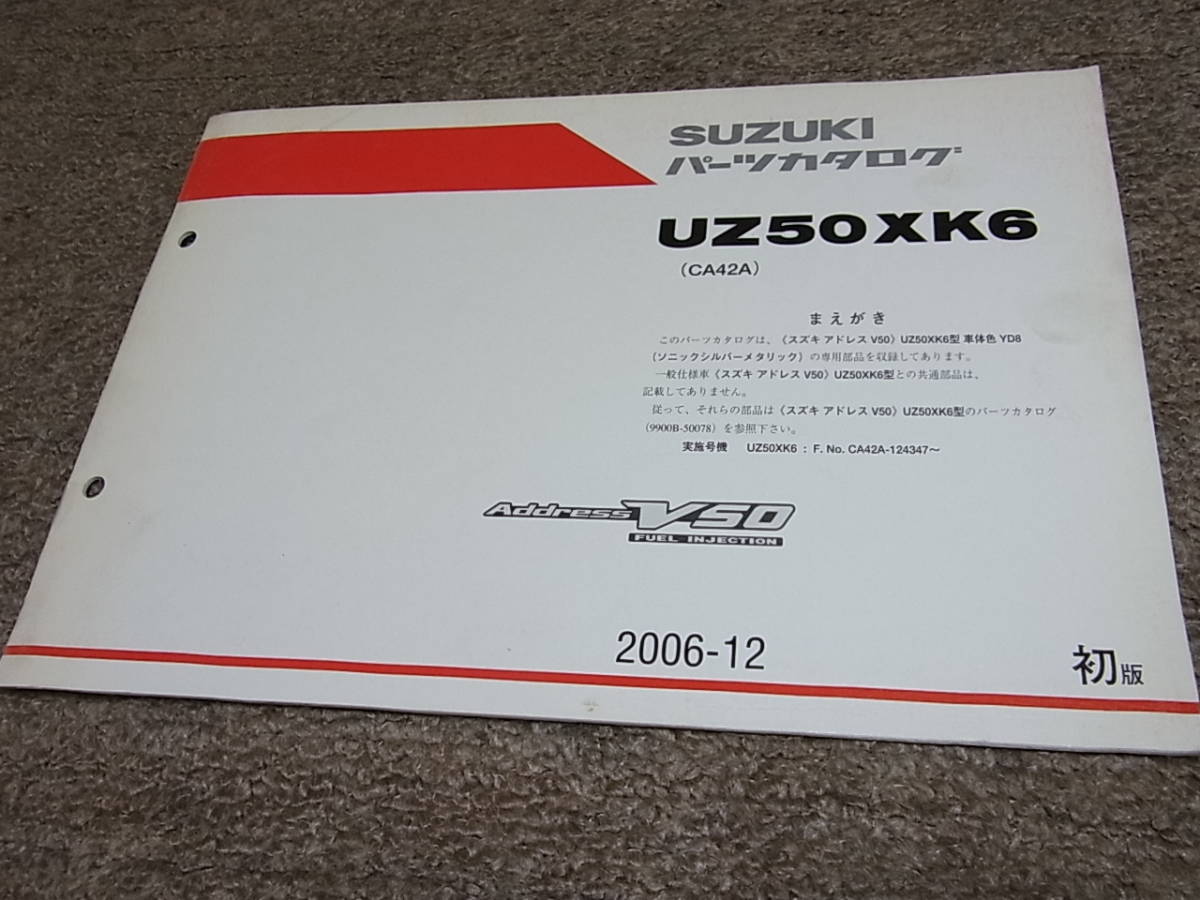 SUZUKI
パーツカタログ
UZ50XK6
(CA42A)
まえがき
このパーツカタログは、《スズキ アドレス V50》UZ50XK6型 車体色 YD8
(ソニックシルバーメタリック) の専用部品を収録してあります。
一般仕様車《スズキ アドレス V50》UZ50XK6型との共通部品は、
記載してありません。
従って、それらの部品は《スズキ アドレス V50》UZ50XK6型のパーツカタログ
(9900B-50078) を参照下さい。
実施号機 UZ50XK6 : F. No. CA42A-124347～
Address V50
FUEL INJECTION
2006-12
初版